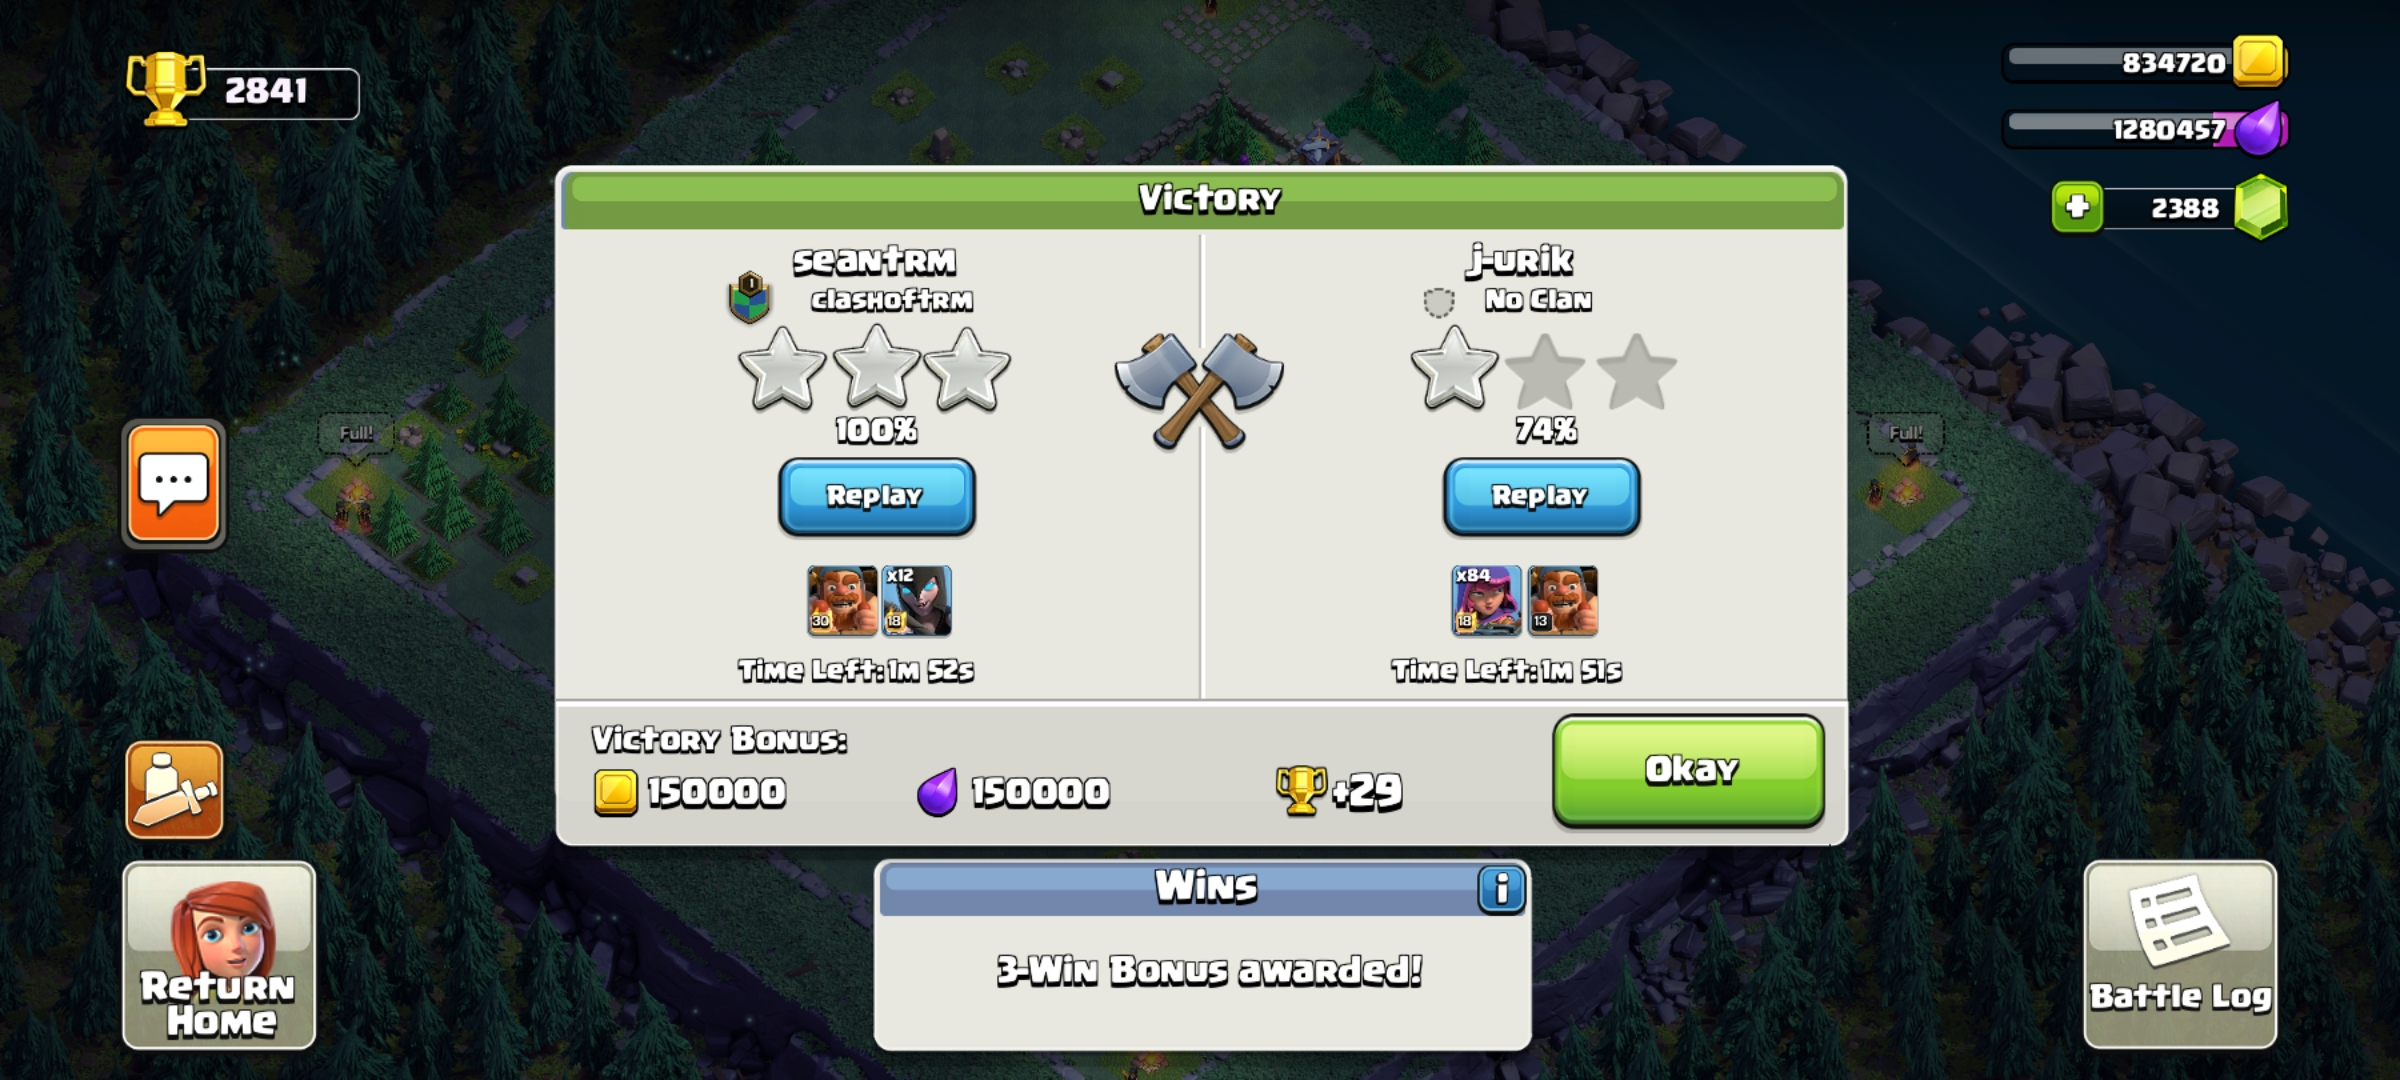 2841
834720
1280457
2388
Victory
seantrm
clashoftrm
1
100%
Replay
30
x12
18
Time Left: 1m 52s
j-urik
No Clan
74%
Replay
x84
18
13
Time Left: 1m 51s
Full!
Full!
Victory Bonus:
150000
150000
+29
Okay
Wins
i
3-Win Bonus awarded!
Return
Home
Battle Log